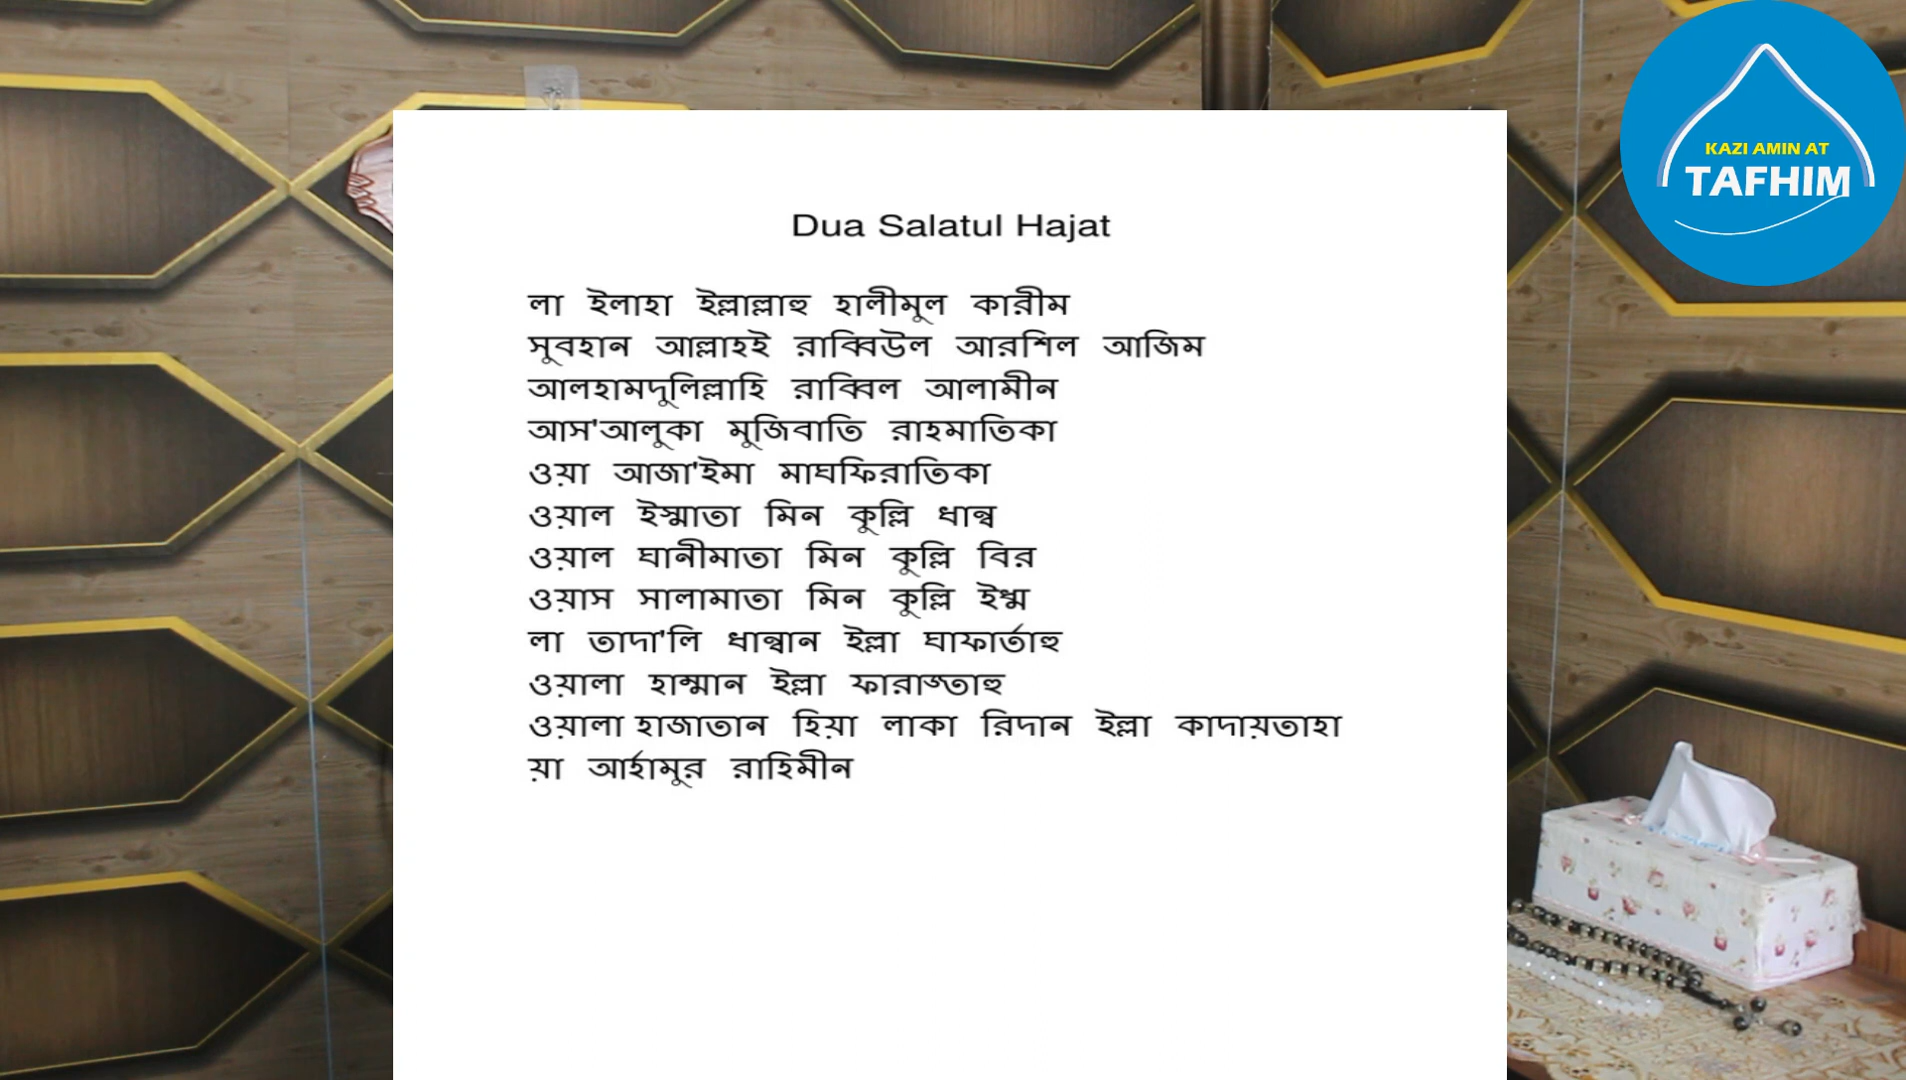 KAZI AMIN AT
TAFHIM
Dua Salatul Hajat
লা ইলাহা ইল্লাল্লাহু হালীমুল কারীম
সুবহান আল্লাহই রাব্বিউল আরশিল আজিম
আলহামদুলিল্লাহি রাব্বিল আলামীন
আস'আলুকা মুজিবাতি রাহমাতিকা
ওয়া আজা'ইমা মাঘফিরাতিকা
ওয়াল ইস্মাতা মিন কুল্লি ধান্ব
ওয়াল ঘানীমাতা মিন কুল্লি বির
ওয়াস সালামাতা মিন কুল্লি ইথ্ম
লা তাদা'লি ধান্বান ইল্লা ঘাফার্তাহু
ওয়ালা হাম্মান ইল্লা ফারাজ্তাহু
ওয়ালা হাজাতান হিয়া লাকা রিদান ইল্লা কাদায়তাহা
য়া আর্হামুর রাহিমীন